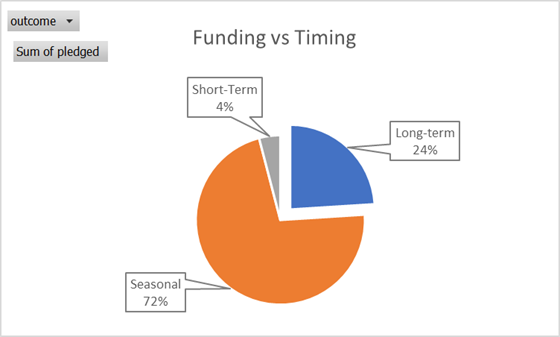 outcome
Sum of pledged
Funding vs Timing
Short-Term
4%
Long-term
24%
Seasonal
72%